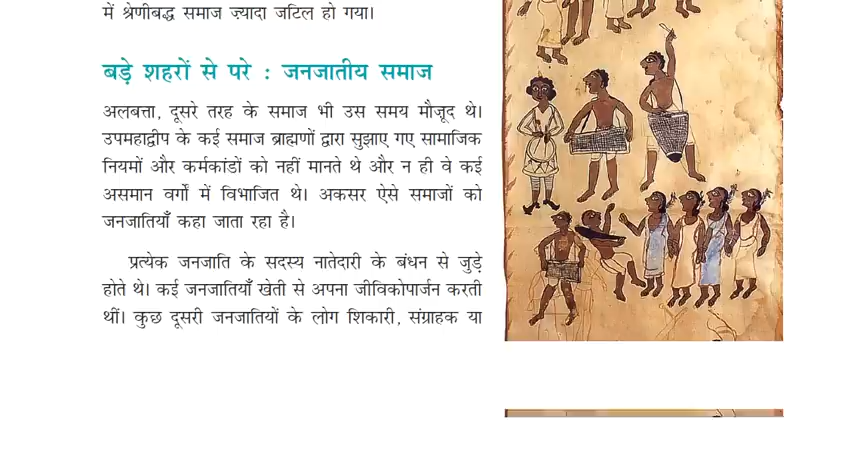 में श्रेणीबद्ध समाज ज़्यादा जटिल हो गया।
बड़े शहरों से परे : जनजातीय समाज
अलबत्ता, दूसरे तरह के समाज भी उस समय मौज़ूद थे।
उपमहाद्वीप के कई समाज ब्राह्मणों द्वारा सुझाए गए सामाजिक
नियमों और कर्मकांडों को नहीं मानते थे और न ही वे कई
असमान वर्गों में विभाजित थे। अकसर ऐसे समाजों को
जनजातियाँ कहा जाता रहा है।
प्रत्येक जनजाति के सदस्य नातेदारी के बंधन से जुड़े
होते थे। कई जनजातियाँ खेती से अपना जीविकोपार्जन करती
थीं। कुछ दूसरी जनजातियों के लोग शिकारी, संग्राहक या